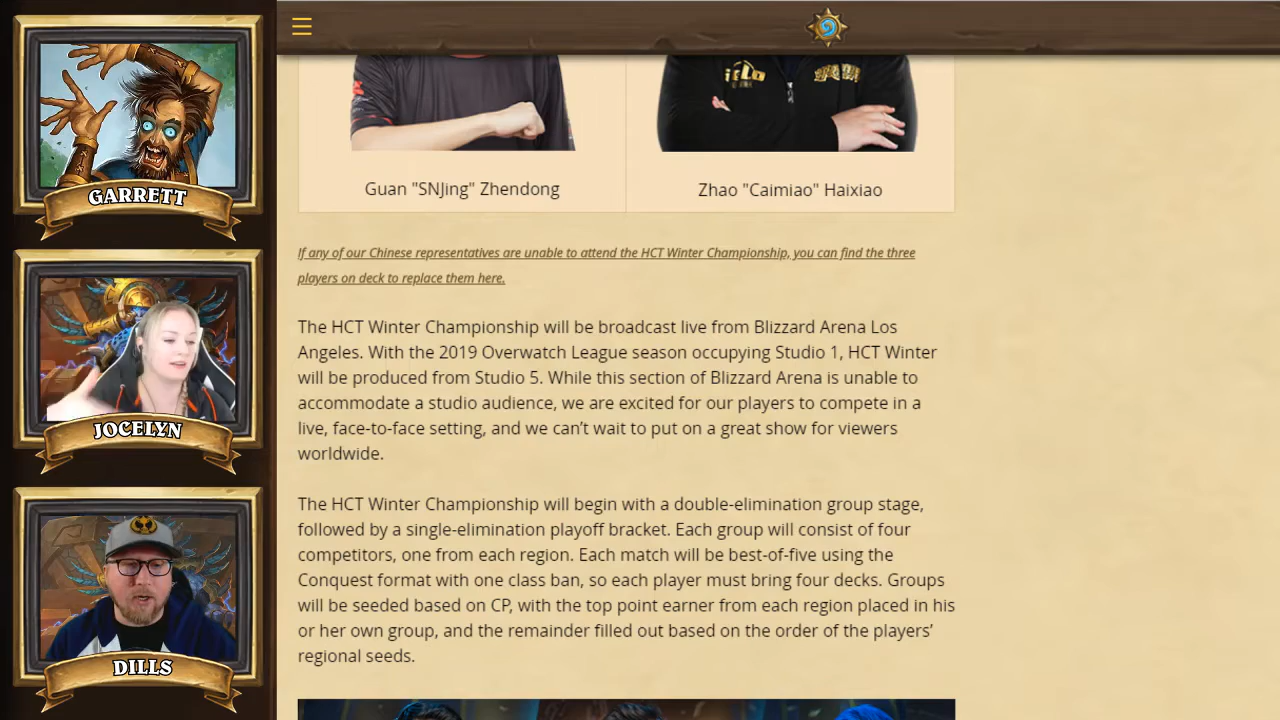 GARRETT
JOCELYN
DILLS
Guan "SNJing" Zhendong
Zhao "Caimiao" Haixiao
If any of our Chinese representatives are unable to attend the HCT Winter Championship, you can find the three
players on deck to replace them here.
The HCT Winter Championship will be broadcast live from Blizzard Arena Los
Angeles. With the 2019 Overwatch League season occupying Studio 1, HCT Winter
will be produced from Studio 5. While this section of Blizzard Arena is unable to
accommodate a studio audience, we are excited for our players to compete in a
live, face-to-face setting, and we can’t wait to put on a great show for viewers
worldwide.
The HCT Winter Championship will begin with a double-elimination group stage,
followed by a single-elimination playoff bracket. Each group will consist of four
competitors, one from each region. Each match will be best-of-five using the
Conquest format with one class ban, so each player must bring four decks. Groups
will be seeded based on CP, with the top point earner from each region placed in his
or her own group, and the remainder filled out based on the order of the players’
regional seeds.